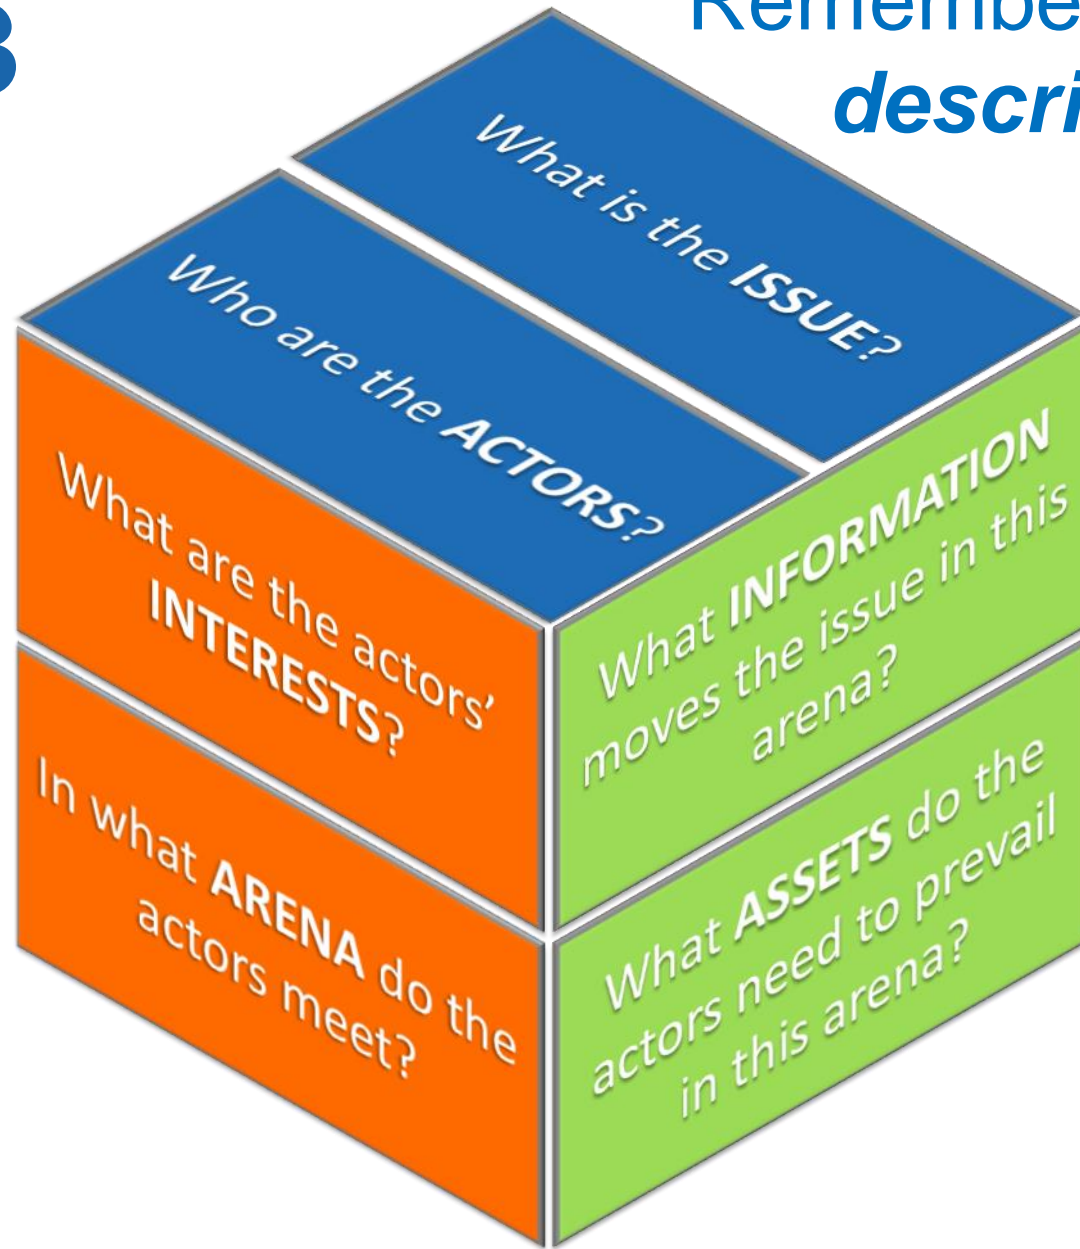 Remembe
descri
What is the ISSUE?
Who are the ACTORS?
What are the actors’
INTERESTS?
In what ARENA do the
actors meet?
What INFORMATION
moves the issue in this
arena?
What ASSETS do the
actors need to prevail
in this arena?